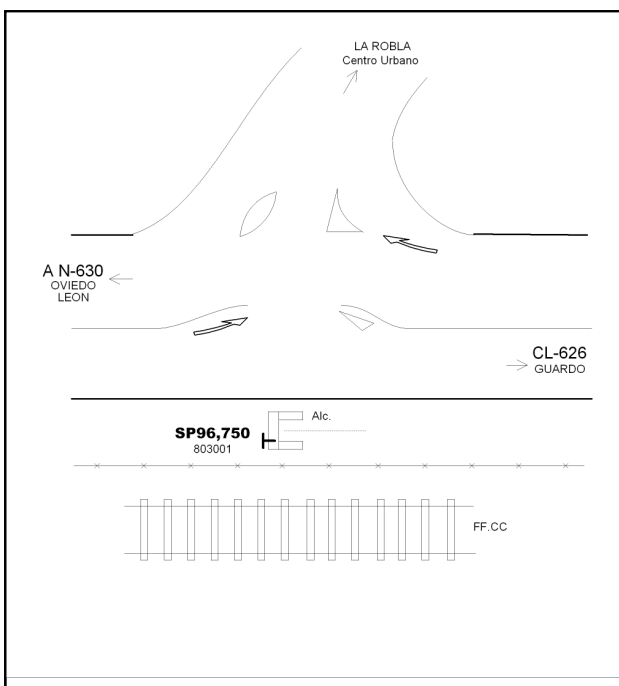 LA ROBLA
Centro Urbano
A N-630
OVIEDO
LEON
CL-626
GUARDO
Alc.
SP96,750
803001
FF.CC